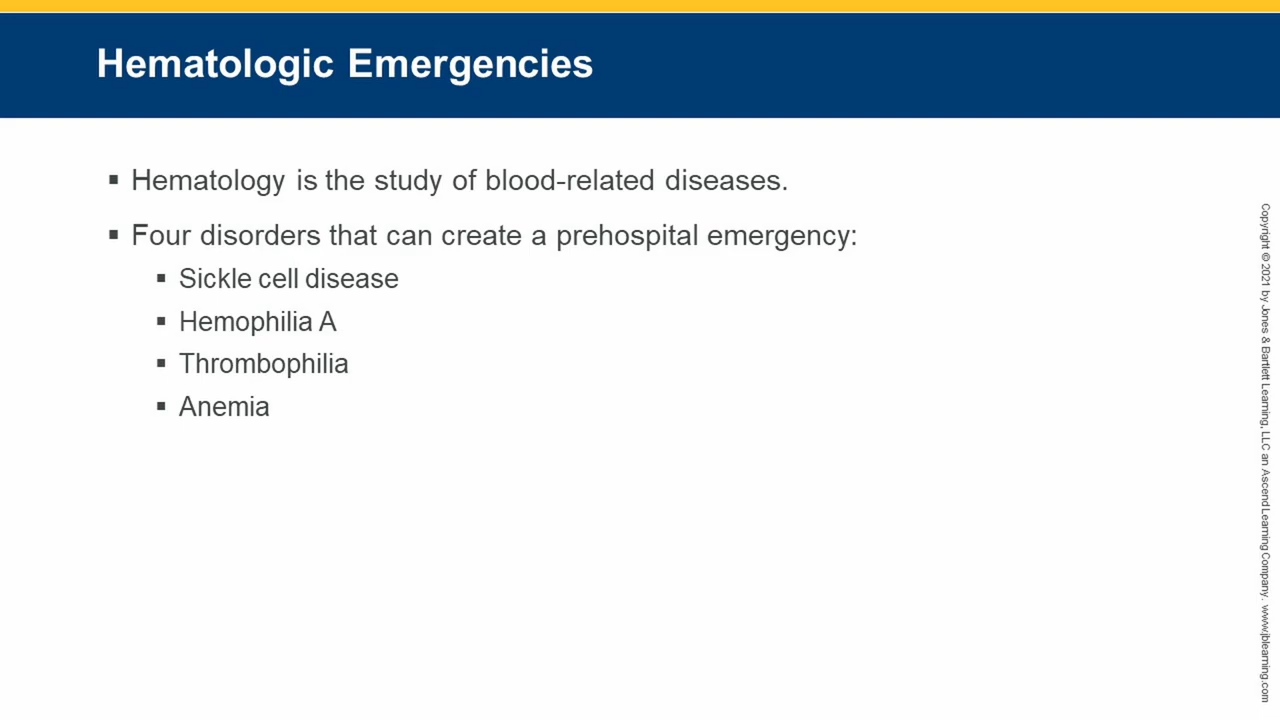 Hematologic Emergencies
▪ Hematology is the study of blood-related diseases.
▪ Four disorders that can create a prehospital emergency:
▪ Sickle cell disease
▪ Hemophilia A
▪ Thrombophilia
▪ Anemia
Copyright © 2021 by Jones & Bartlett Learning, LLC an Ascend Learning Company. www.jblearning.com